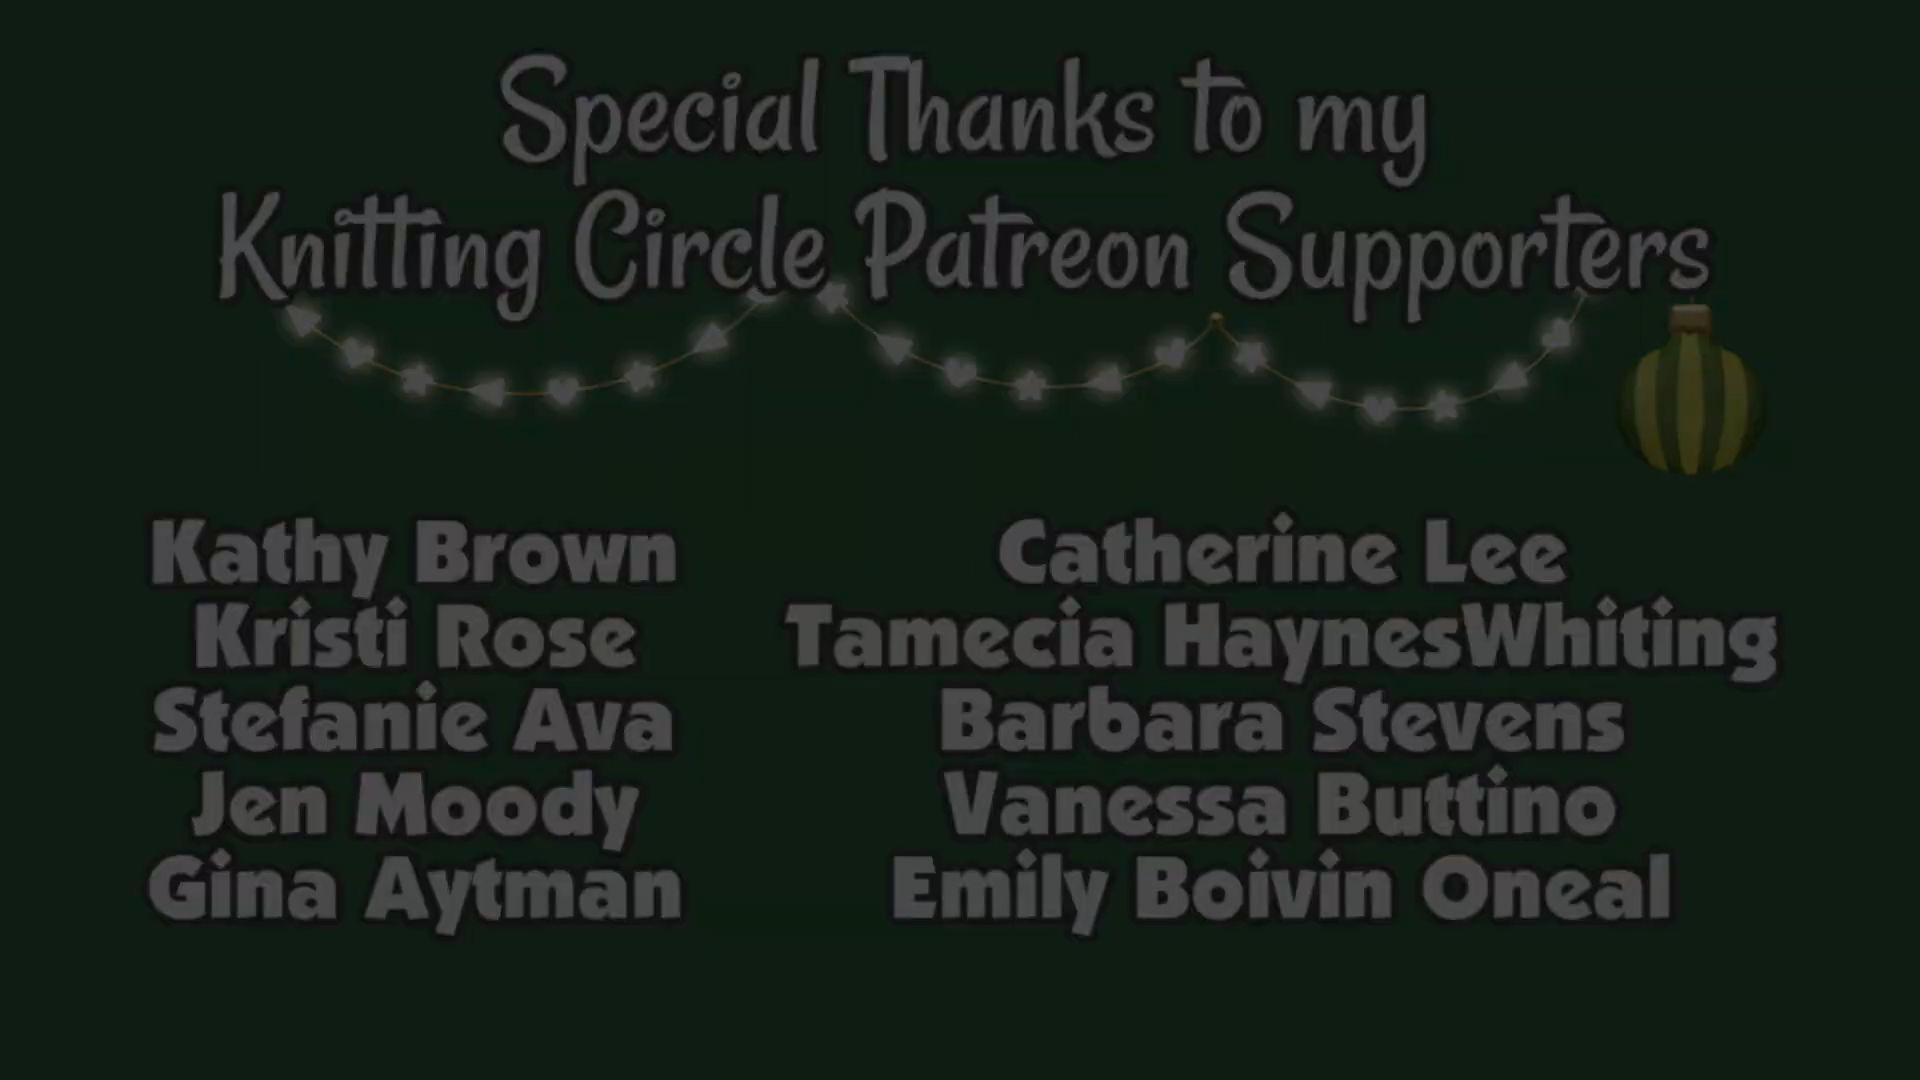 Special Thanks to my
Knitting Circle Patreon Supporters
Kathy Brown
Kristi Rose
Stefanie Ava
Jen Moody
Gina Aytman
Catherine Lee
Tamecia HaynesWhiting
Barbara Stevens
Vanessa Buttino
Emily Boivin Oneal